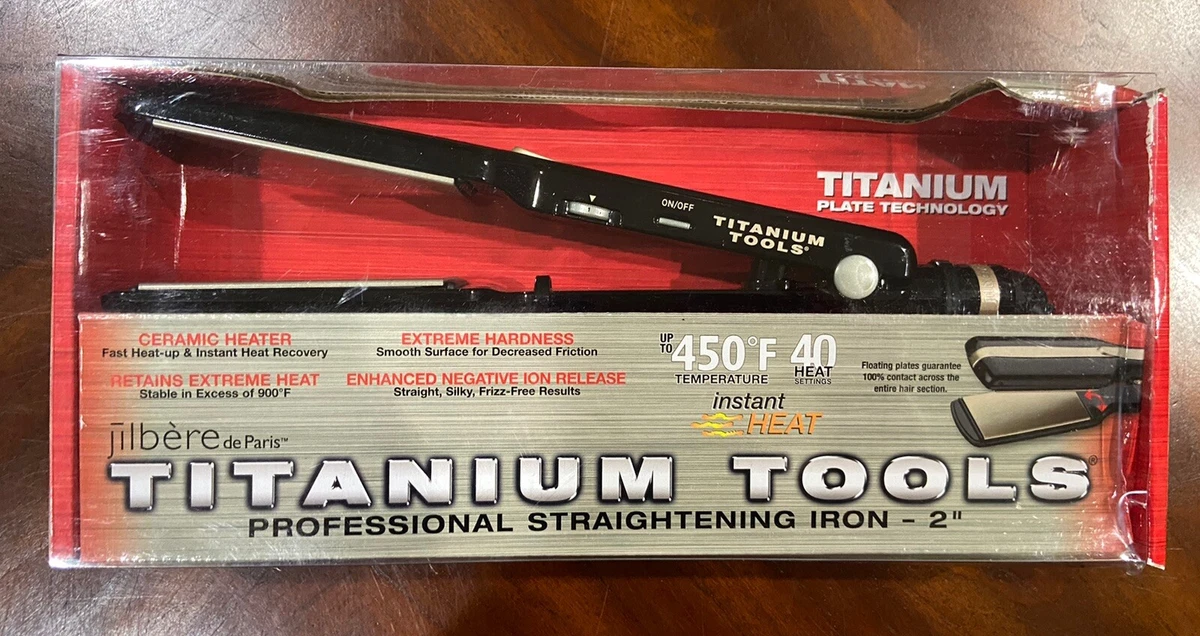 TITANIUM
PLATE TECHNOLOGY
ON/OFF
TITANIUM
TOOLS®
CERAMIC HEATER
Fast Heat-up & Instant Heat Recovery
RETAINS EXTREME HEAT
Stable in Excess of 900°F
EXTREME HARDNESS
Smooth Surface for Decreased Friction
ENHANCED NEGATIVE ION RELEASE
Straight, Silky, Frizz-Free Results
UP TO 450°F
TEMPERATURE
40
HEAT
SETTINGS
instant
HEAT
Floating plates guarantee
100% contact across the
entire hair section.
jilbère de Paris™
TITANIUM TOOLS®
PROFESSIONAL STRAIGHTENING IRON - 2"